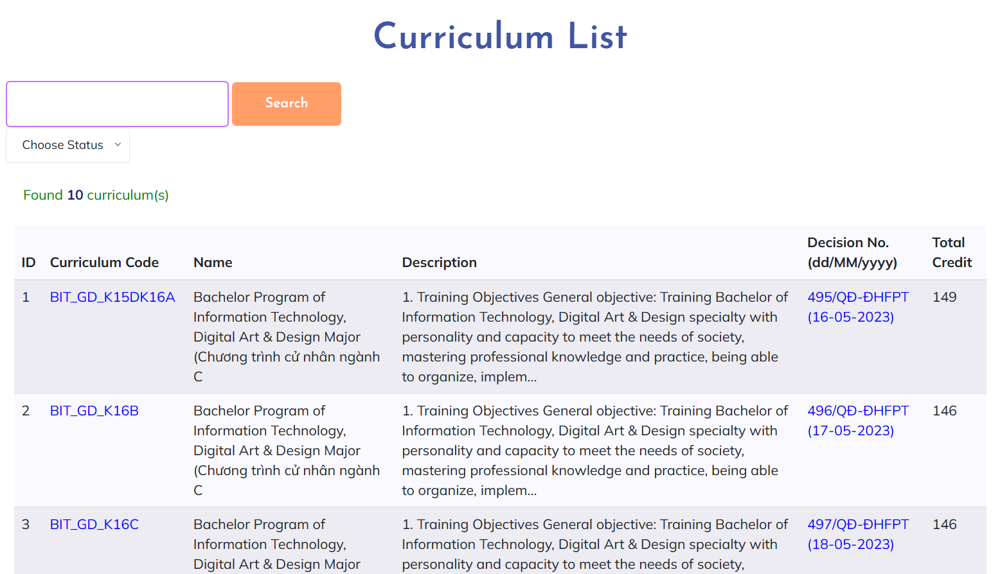 Curriculum List
Search
Choose Status
Found 10 curriculum(s)
ID Curriculum Code Name Description Decision No. (dd/MM/yyyy) Total Credit
1 BIT_GD_K15DK16A
Bachelor Program of
Information Technology,
Digital Art & Design Major
(Chương trình cử nhân ngành
C
1. Training Objectives General objective: Training Bachelor of
Information Technology, Digital Art & Design specialty with
personality and capacity to meet the needs of society,
mastering professional knowledge and practice, being able
to organize, implem...
495/QĐ-ĐHFPT
(16-05-2023)
149
2 BIT_GD_K16B
Bachelor Program of
Information Technology,
Digital Art & Design Major
(Chương trình cử nhân ngành
C
1. Training Objectives General objective: Training Bachelor of
Information Technology, Digital Art & Design specialty with
personality and capacity to meet the needs of society,
mastering professional knowledge and practice, being able
to organize, implem...
496/QĐ-ĐHFPT
(17-05-2023)
146
3 BIT_GD_K16C
Bachelor Program of
Information Technology,
Digital Art & Design Major
1. Training Objectives General objective: Training Bachelor of
Information Technology, Digital Art & Design specialty with
personality and capacity to meet the needs of society,
497/QĐ-ĐHFPT
(18-05-2023)
146